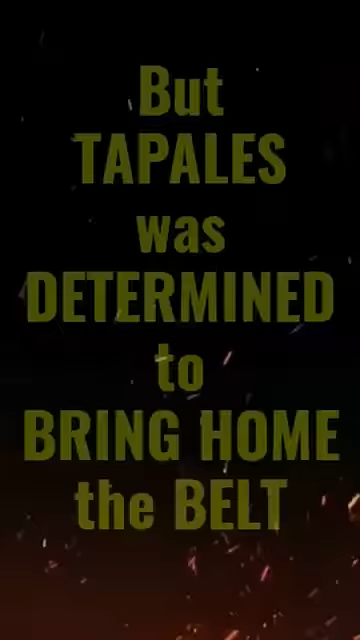 But
TAPALES
was
DETERMINED
to
BRING HOME
the BELT